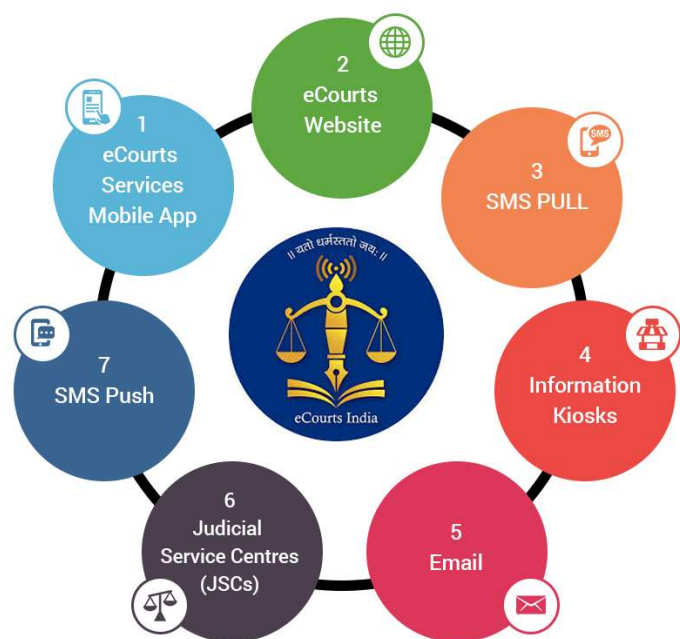 1
eCourts
Services
Mobile App
2
eCourts
Website
3
SMS PULL
SMS
4
Information
Kiosks
5
Email
6
Judicial
Service Centres
(JSCs)
7
SMS Push
॥ यतो धर्मस्ततो जयः ॥
eCourts India